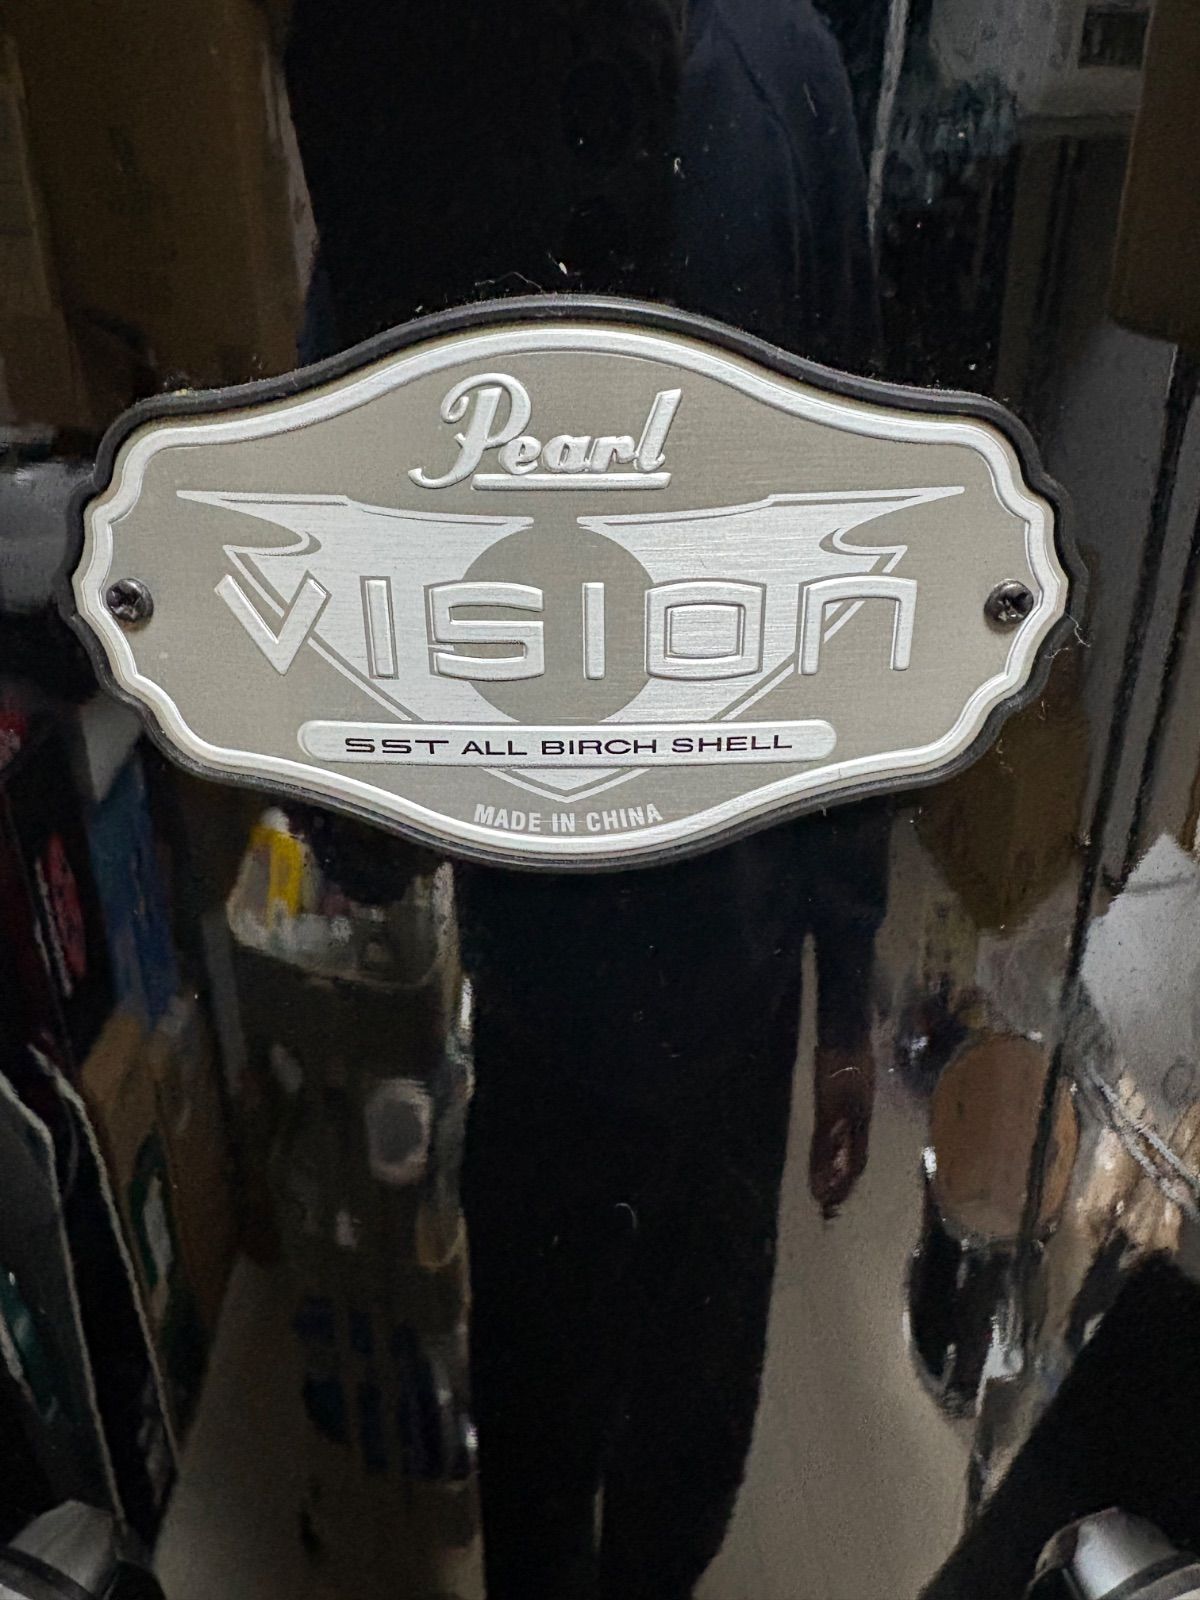 Pearl
VISION
SST ALL BIRCH SHELL
MADE IN CHINA